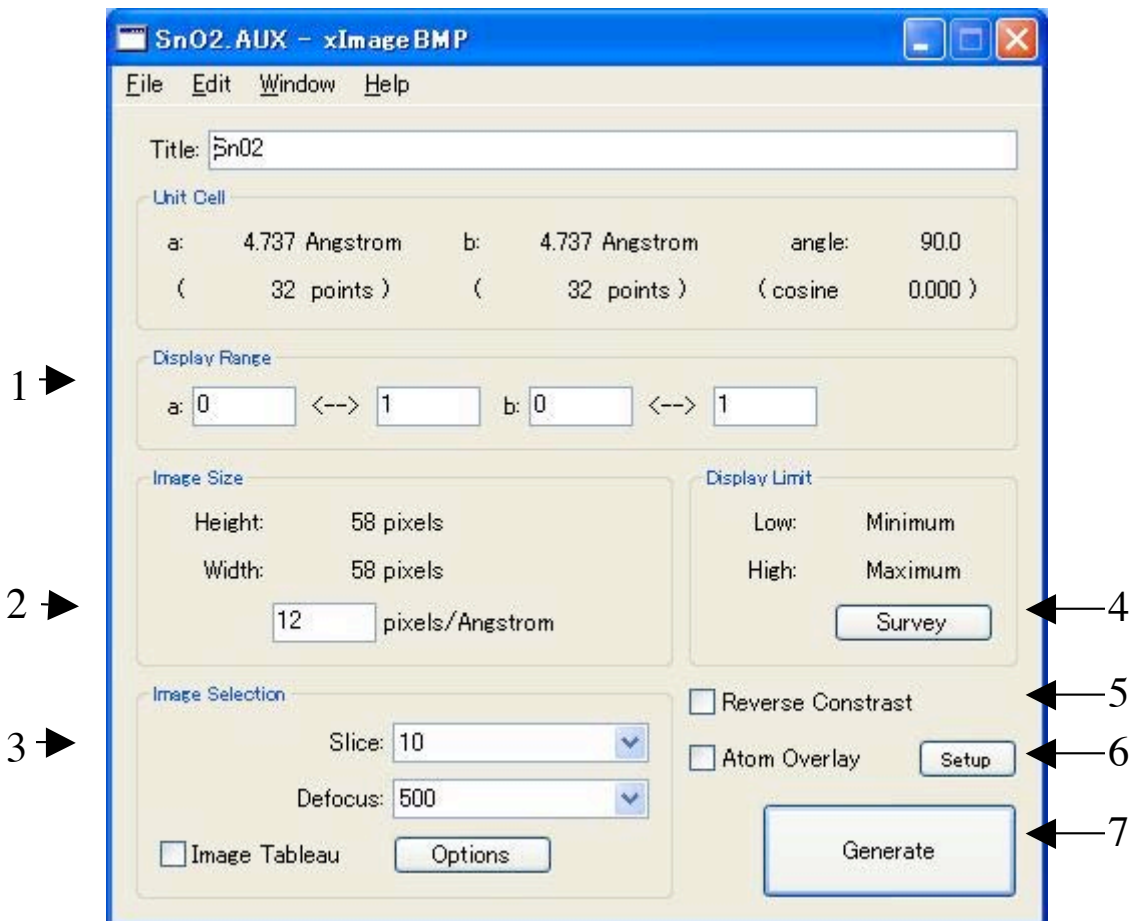 SnO2.AUX - xImageBMP
File Edit Window Help
Title: Sn02
Unit Cell
a: 4.737 Angstrom b: 4.737 Angstrom angle: 90.0
( 32 points ) ( 32 points ) ( cosine 0.000 )
1
Display Range
a: 0 <--> 1 b: 0 <--> 1
Image Size
Height: 58 pixels
Width: 58 pixels
2
12 pixels/Angstrom
Display Limit
Low: Minimum
High: Maximum
Survey
4
Image Selection
3
Slice: 10
Defocus: 500
Image Tableau Options
Reverse Constrast
5
Atom Overlay Setup
6
Generate
7